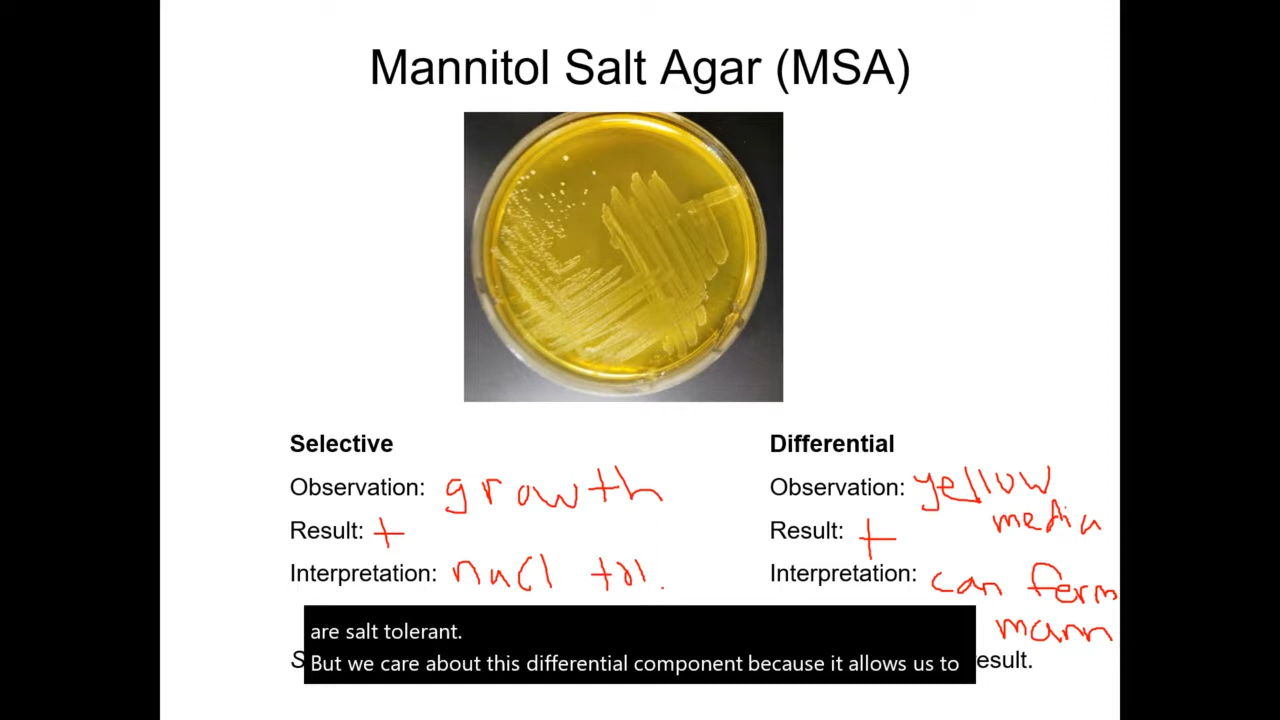 Mannitol Salt Agar (MSA)
Selective
Observation: growth
Result: +
Interpretation: nacl tol.
Differential
Observation: yellow
media
Result: +
Interpretation: can ferm
mann
are salt tolerant.
But we care about this differential component because it allows us to
S
esult.